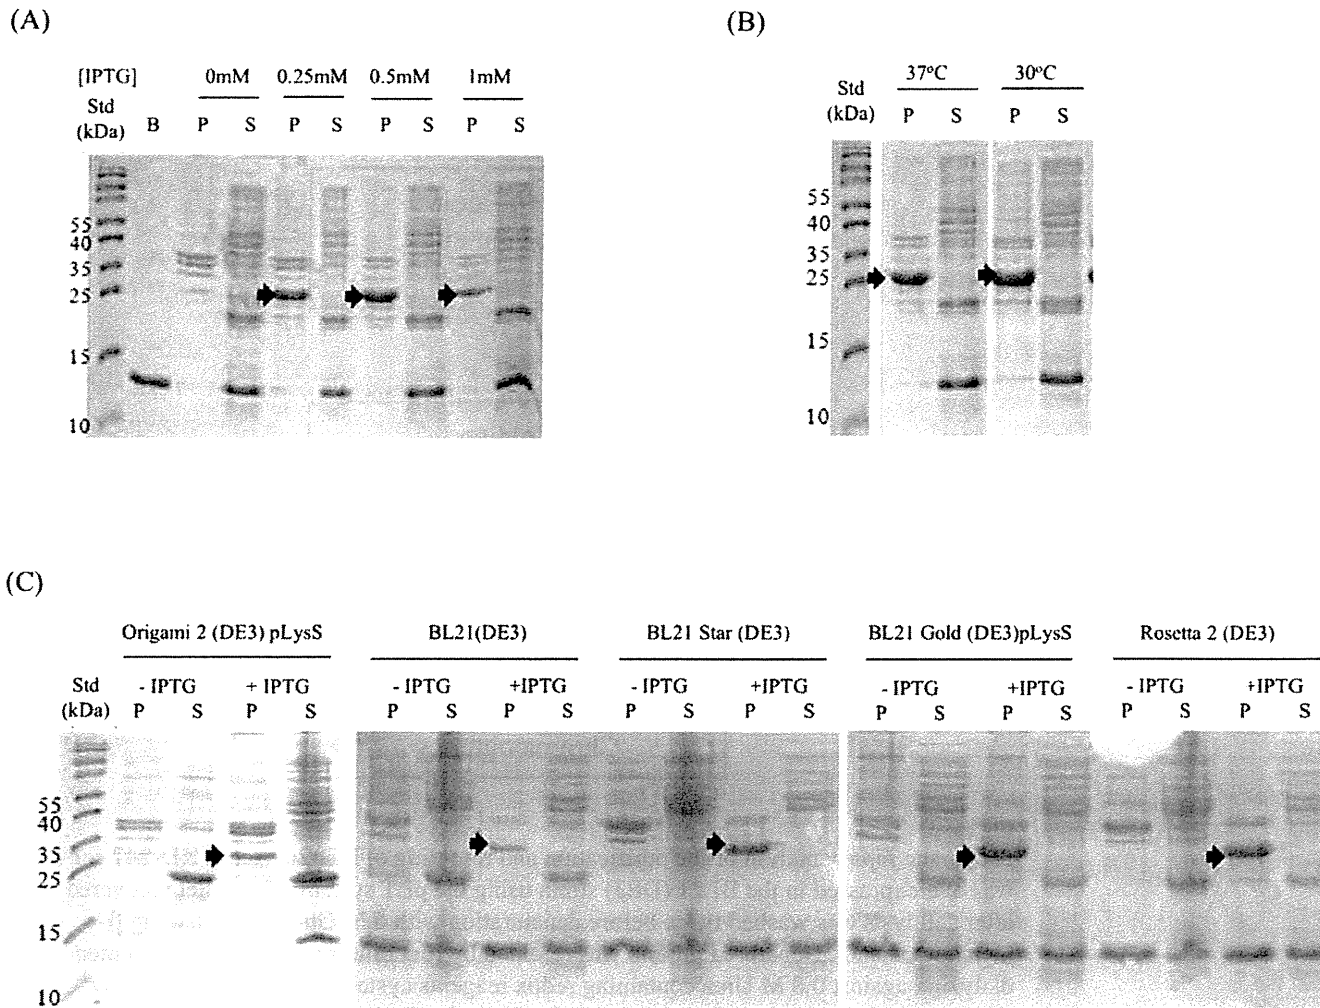 (A)
[IPTG] 0mM 0.25mM 0.5mM 1mM
Std
(kDa) B P S P S P S P S
55
40
35
25
15
10
(B)
37°C 30°C
Std
(kDa) P S P S
55
40
35
25
15
10
(C)
Origami 2 (DE3) pLysS BL21(DE3) BL21 Star (DE3) BL21 Gold (DE3)pLysS Rosetta 2 (DE3)
Std - IPTG + IPTG - IPTG +IPTG - IPTG +IPTG - IPTG +IPTG - IPTG +IPTG
(kDa) P S P S P S P S P S P S P S P S P S P S
55
40
35
25
15
10